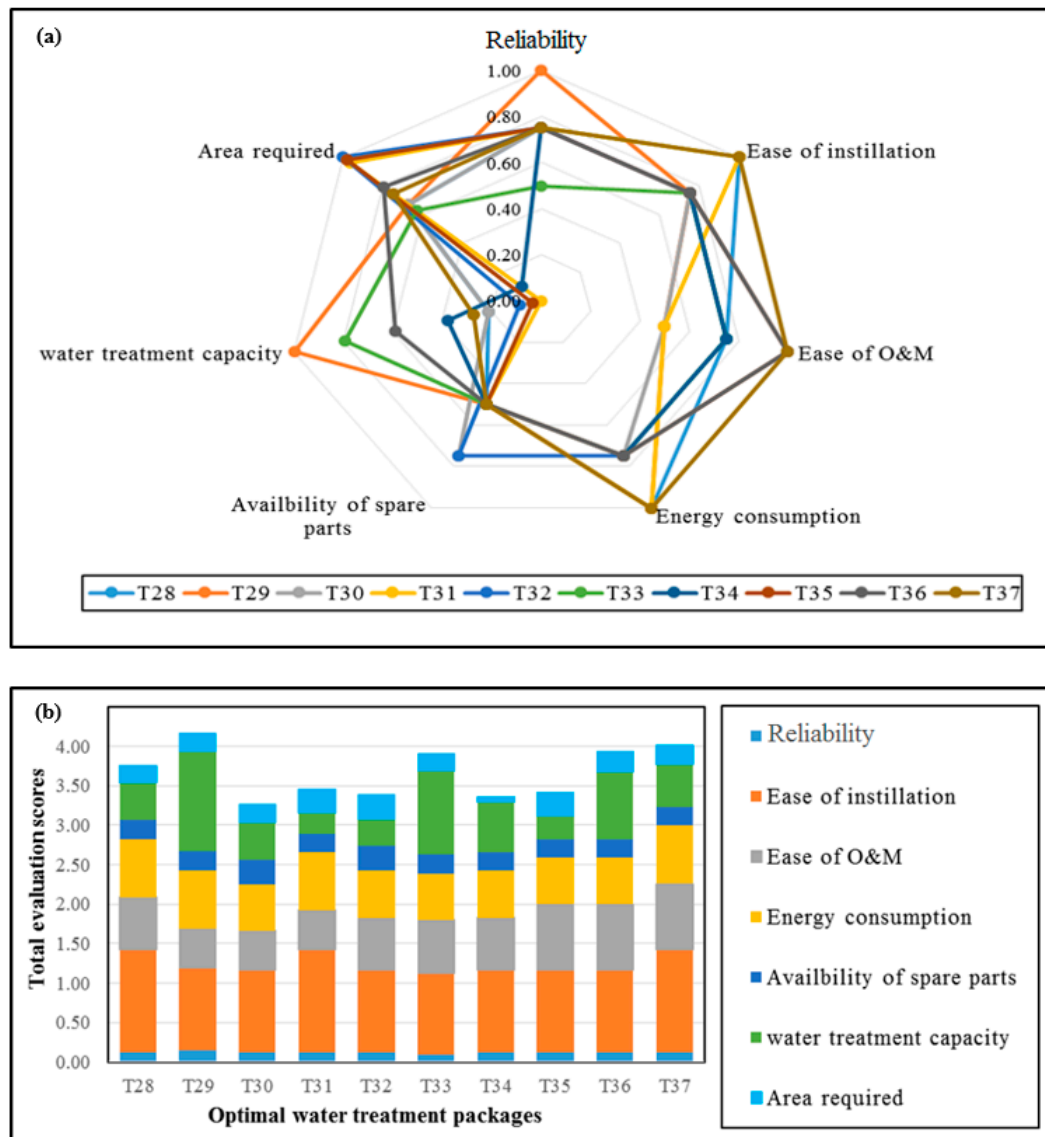 (a)
Reliability
1.00
0.80
Area required
Ease of instillation
0.60
0.40
0.20
0.00
water treatment capacity
Ease of O&M
Availbility of spare
parts
Energy consumption
T28 T29 T30 T31 T32 T33 T34 T35 T36 T37
(b)
Total evaluation scores
4.00
3.50
3.00
2.50
2.00
1.50
1.00
0.50
0.00
T28 T29 T30 T31 T32 T33 T34 T35 T36 T37
Optimal water treatment packages
Reliability
Ease of instillation
Ease of O&M
Energy consumption
Availbility of spare parts
water treatment capacity
Area required